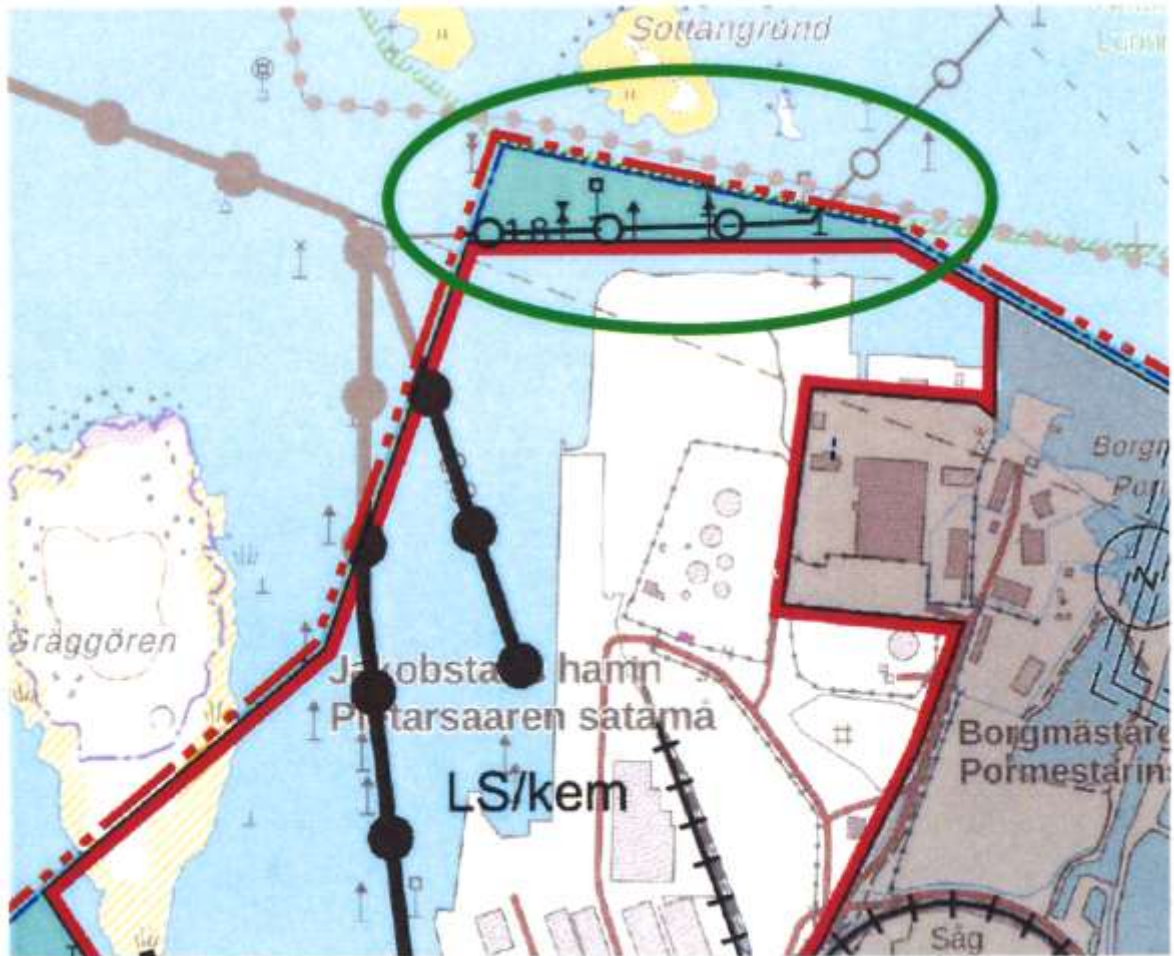 Sottangrund
Gräggören
Jakobstads hamn
Pietarsaaren satama
LS/kem
Borgmästare
Pormestarin
Såg